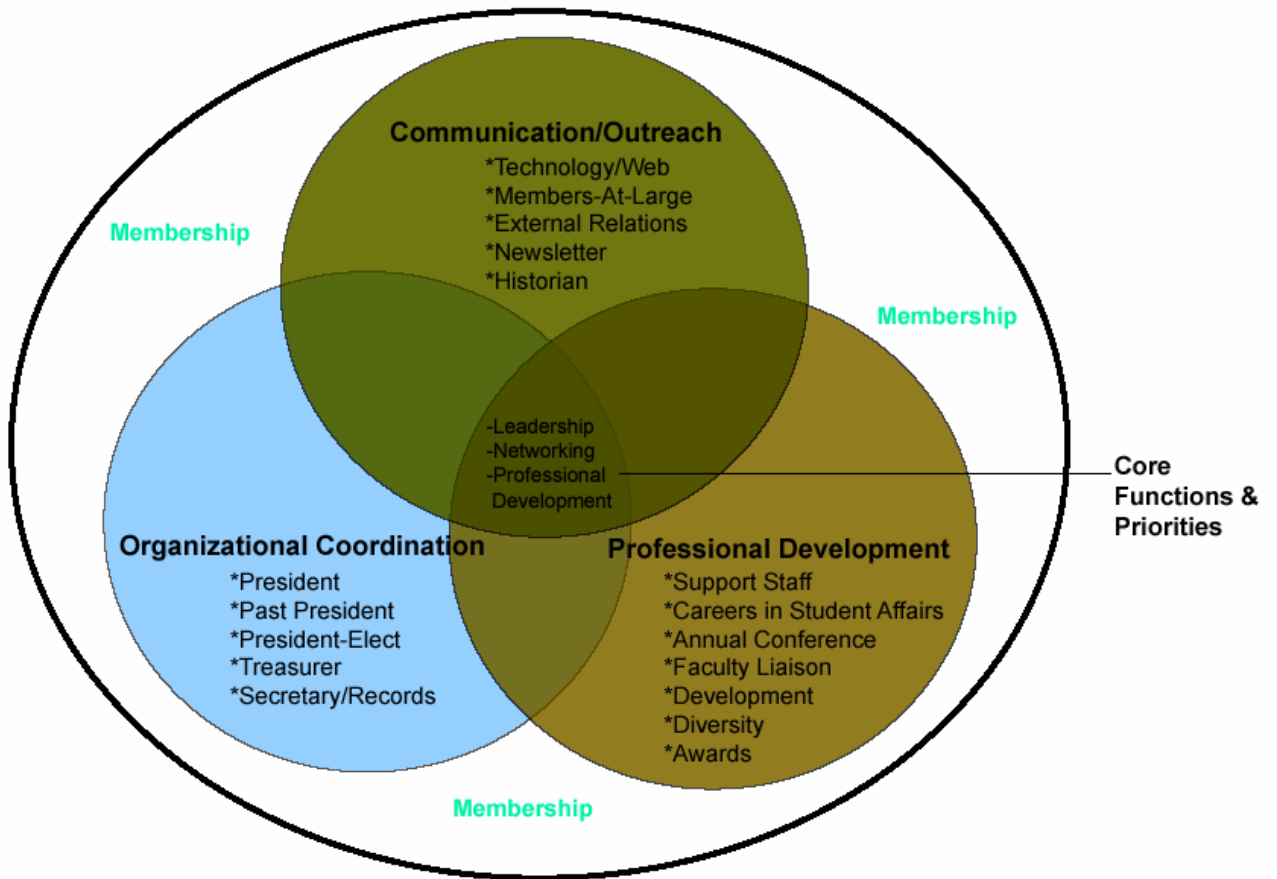 Communication/Outreach
*Technology/Web
*Members-At-Large
*External Relations
*Newsletter
*Historian
Membership
Membership
-Leadership
-Networking
-Professional
Development
Core
Functions &
Priorities
Organizational Coordination
*President
*Past President
*President-Elect
*Treasurer
*Secretary/Records
Professional Development
*Support Staff
*Careers in Student Affairs
*Annual Conference
*Faculty Liaison
*Development
*Diversity
*Awards
Membership